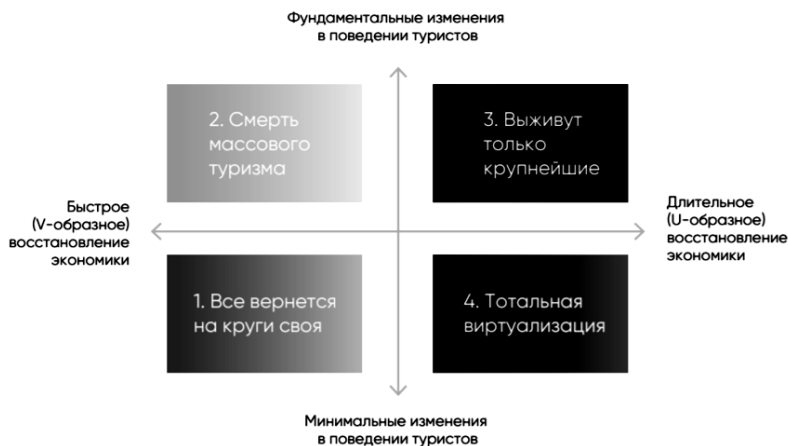 Фундаментальные изменения
в поведении туристов
2. Смерть
массового
туризма
3. Выживут
только
крупнейшие
Быстрое
(V-образное)
восстановление
экономики
Длительное
(U-образное)
восстановление
экономики
1. Все вернется
на круги своя
4. Тотальная
виртуализация
Минимальные изменения
в поведении туристов